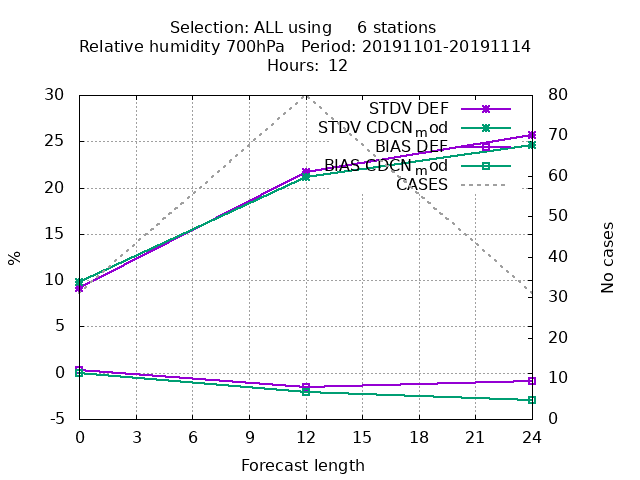 Selection: ALL using 6 stations
Relative humidity 700hPa Period: 20191101-20191114
Hours: 12
30
25
20
15
10
5
0
-5
80
70
60
50
40
30
20
10
0
STDV DEF
STDV CDCN_mod
BIAS DEF
BIAS CDCN_mod
CASES
%
No cases
0 3 6 9 12 15 18 21 24
Forecast length